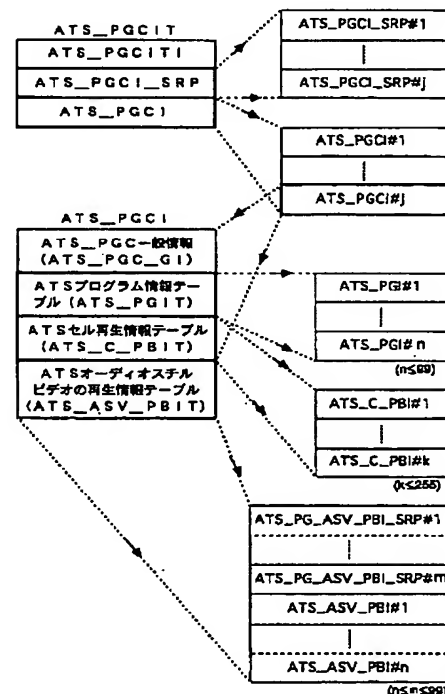 ATS_PGCIT
ATS_PGCITI
ATS_PGCI_SRP
ATS_PGCI
ATS_PGCI_SRP#1
ATS_PGCI_SRP#j
ATS_PGCI#1
ATS_PGCI#j
ATS_PGCI
ATS_PGC一般情報
(ATS_PGC_GI)
ATSプログラム情報テー
ブル(ATS_PGIT)
ATSセル再生情報テーブル
(ATS_C_PBIT)
ATSオーディオスチル
ビデオの再生情報テーブル
(ATS_ASV_PBIT)
ATS_PGI#1
ATS_PGI#n
(n≤99)
ATS_C_PBI#1
ATS_C_PBI#k
(k≤255)
ATS_PG_ASV_PBI_SRP#1
ATS_PG_ASV_PBI_SRP#m
ATS_ASV_PBI#1
ATS_ASV_PBI#n